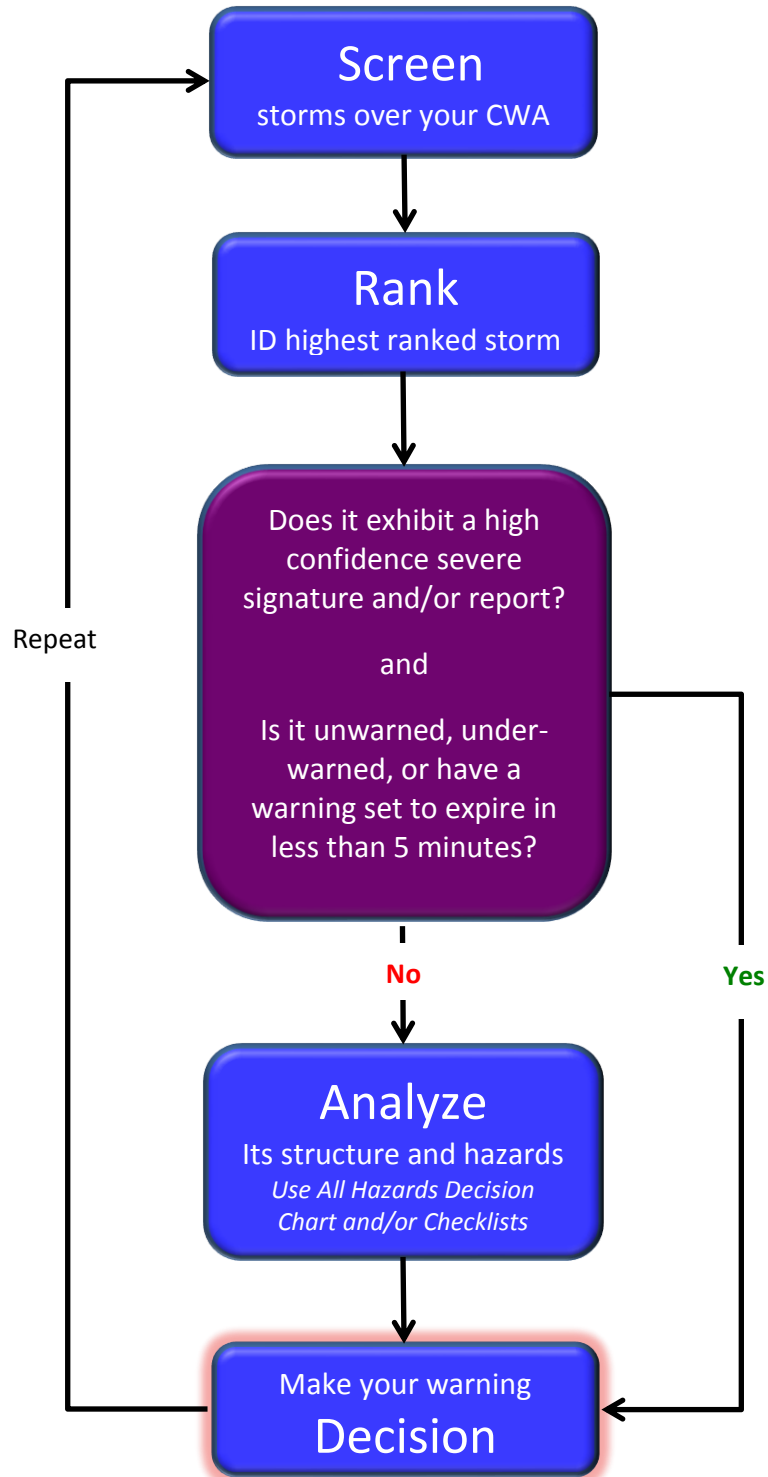 Screen
storms over your CWA
Rank
ID highest ranked storm
Does it exhibit a high
confidence severe
signature and/or report?
and
Is it unwarned, under-
warned, or have a
warning set to expire in
less than 5 minutes?
Repeat
No
Yes
Analyze
Its structure and hazards
Use All Hazards Decision
Chart and/or Checklists
Make your warning
Decision